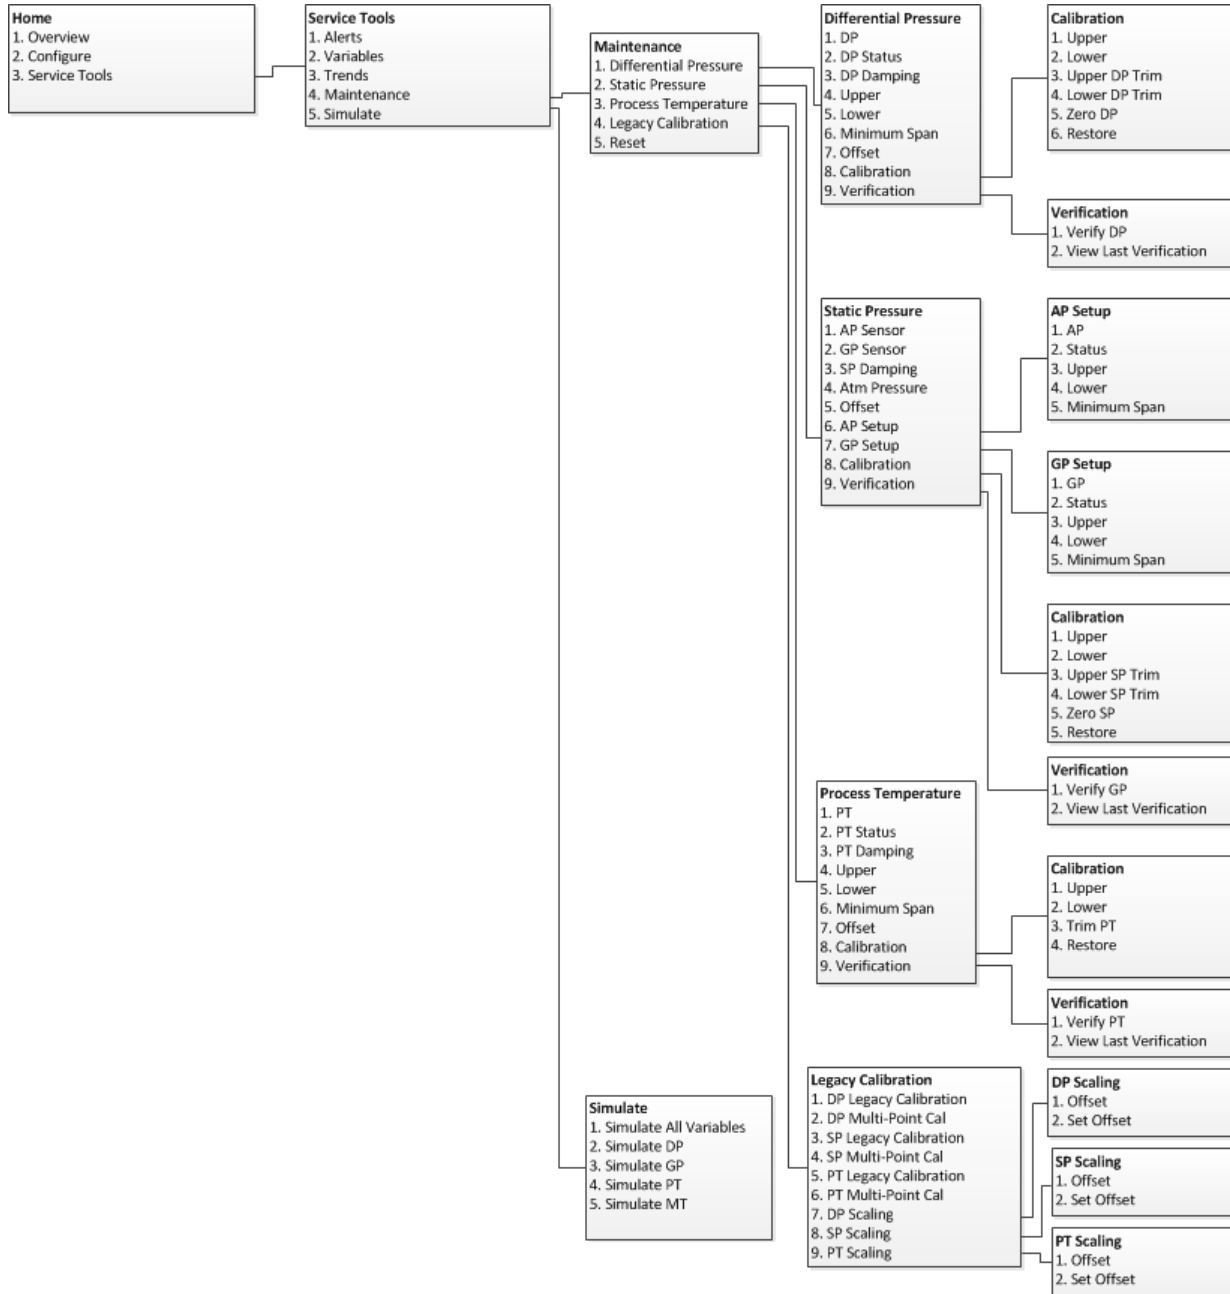 Home
1. Overview
2. Configure
3. Service Tools
Service Tools
1. Alerts
2. Variables
3. Trends
4. Maintenance
5. Simulate
Maintenance
1. Differential Pressure
2. Static Pressure
3. Process Temperature
4. Legacy Calibration
5. Reset
Differential Pressure
1. DP
2. DP Status
3. DP Damping
4. Upper
5. Lower
6. Minimum Span
7. Offset
8. Calibration
9. Verification
Calibration
1. Upper
2. Lower
3. Upper DP Trim
4. Lower DP Trim
5. Zero DP
6. Restore
Verification
1. Verify DP
2. View Last Verification
Static Pressure
1. AP Sensor
2. GP Sensor
3. SP Damping
4. Atm Pressure
5. Offset
6. AP Setup
7. GP Setup
8. Calibration
9. Verification
AP Setup
1. AP
2. Status
3. Upper
4. Lower
5. Minimum Span
GP Setup
1. GP
2. Status
3. Upper
4. Lower
5. Minimum Span
Calibration
1. Upper
2. Lower
3. Upper SP Trim
4. Lower SP Trim
5. Zero SP
5. Restore
Verification
1. Verify GP
2. View Last Verification
Process Temperature
1. PT
2. PT Status
3. PT Damping
4. Upper
5. Lower
6. Minimum Span
7. Offset
8. Calibration
9. Verification
Calibration
1. Upper
2. Lower
3. Trim PT
4. Restore
Verification
1. Verify PT
2. View Last Verification
Simulate
1. Simulate All Variables
2. Simulate DP
3. Simulate GP
4. Simulate PT
5. Simulate MT
Legacy Calibration
1. DP Legacy Calibration
2. DP Multi-Point Cal
3. SP Legacy Calibration
4. SP Multi-Point Cal
5. PT Legacy Calibration
6. PT Multi-Point Cal
7. DP Scaling
8. SP Scaling
9. PT Scaling
DP Scaling
1. Offset
2. Set Offset
SP Scaling
1. Offset
2. Set Offset
PT Scaling
1. Offset
2. Set Offset